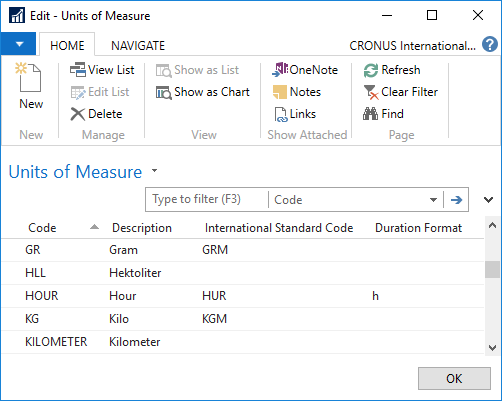 Edit - Units of Measure
HOME NAVIGATE CRONUS International... ?
New
View List
Edit List
Delete
Show as List
Show as Chart
OneNote
Notes
Links
Refresh
Clear Filter
Find
New Manage View Show Attached Page
Units of Measure
Type to filter (F3) Code
Code Description International Standard Code Duration Format
GR Gram GRM
HLL Hektoliter
HOUR Hour HUR h
KG Kilo KGM
KILOMETER Kilometer
OK